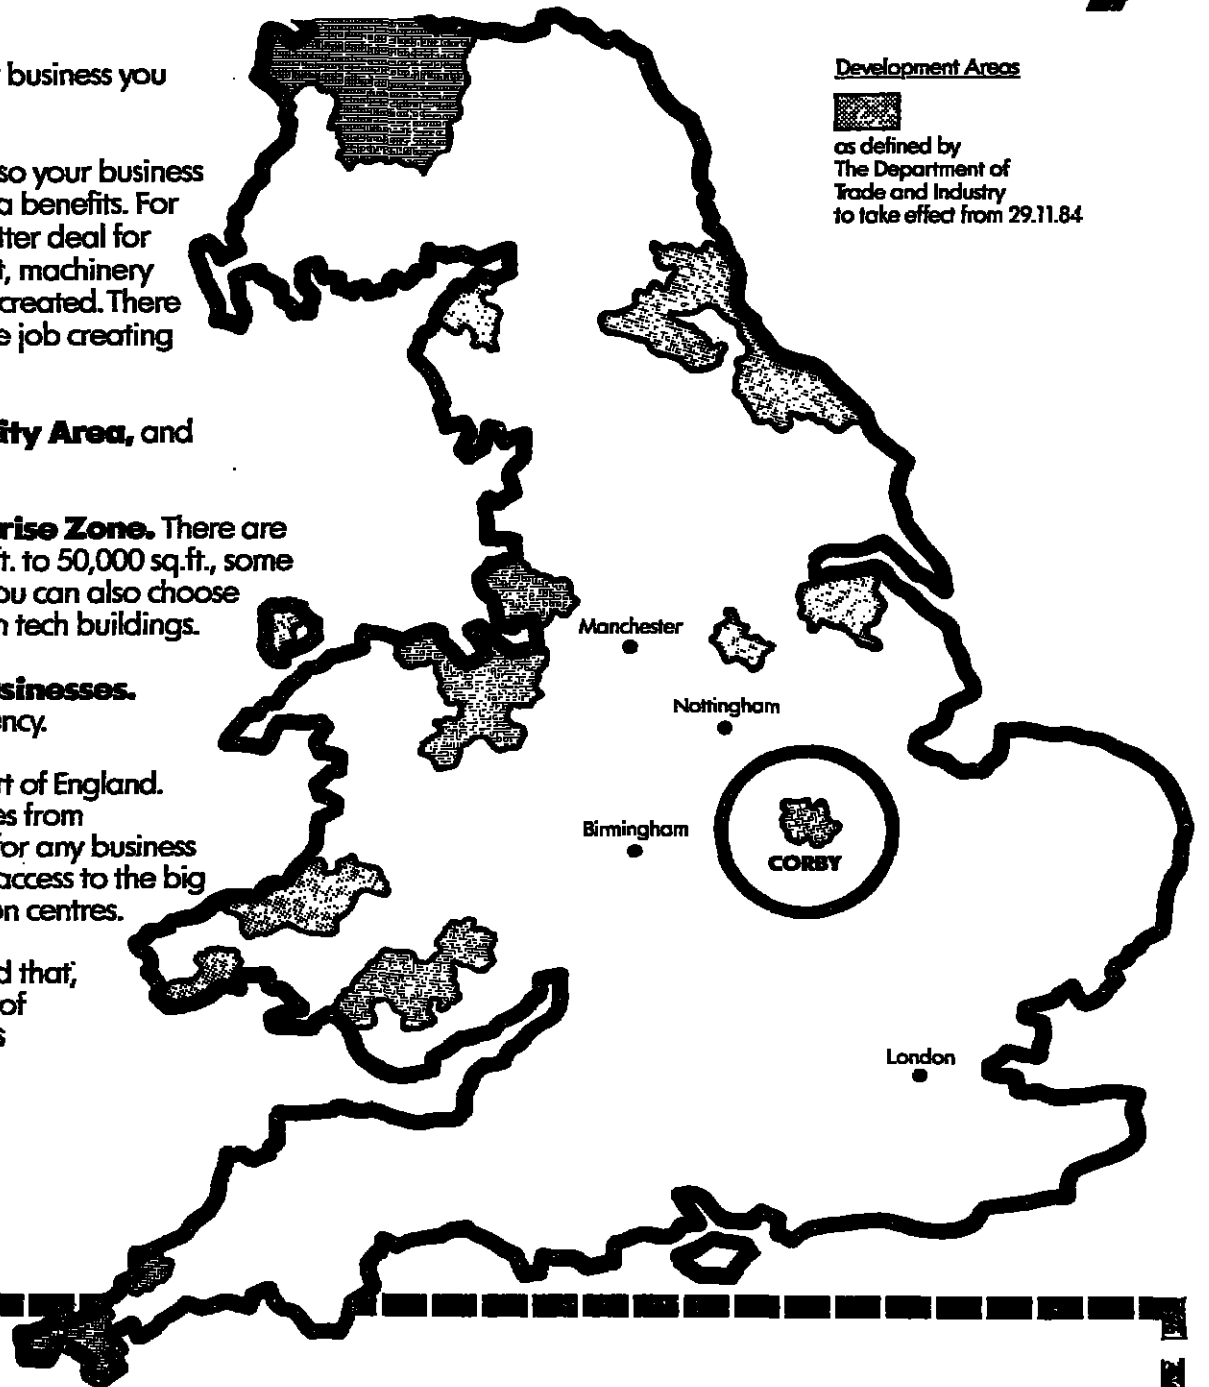 business you
so your business
a benefits. For
tter deal for
t, machinery
created. There
e job creating
ity Area, and
rise Zone. There are
ft. to 50,000 sq.ft., some
ou can also choose
h tech buildings.
sinesses.
ency.
rt of England.
es from
for any business
access to the big
on centres.
d that,
of
s
Development Areas
as defined by
The Department of
Trade and Industry
to take effect from 29.11.84
Manchester
Nottingham
Birmingham
CORBY
London